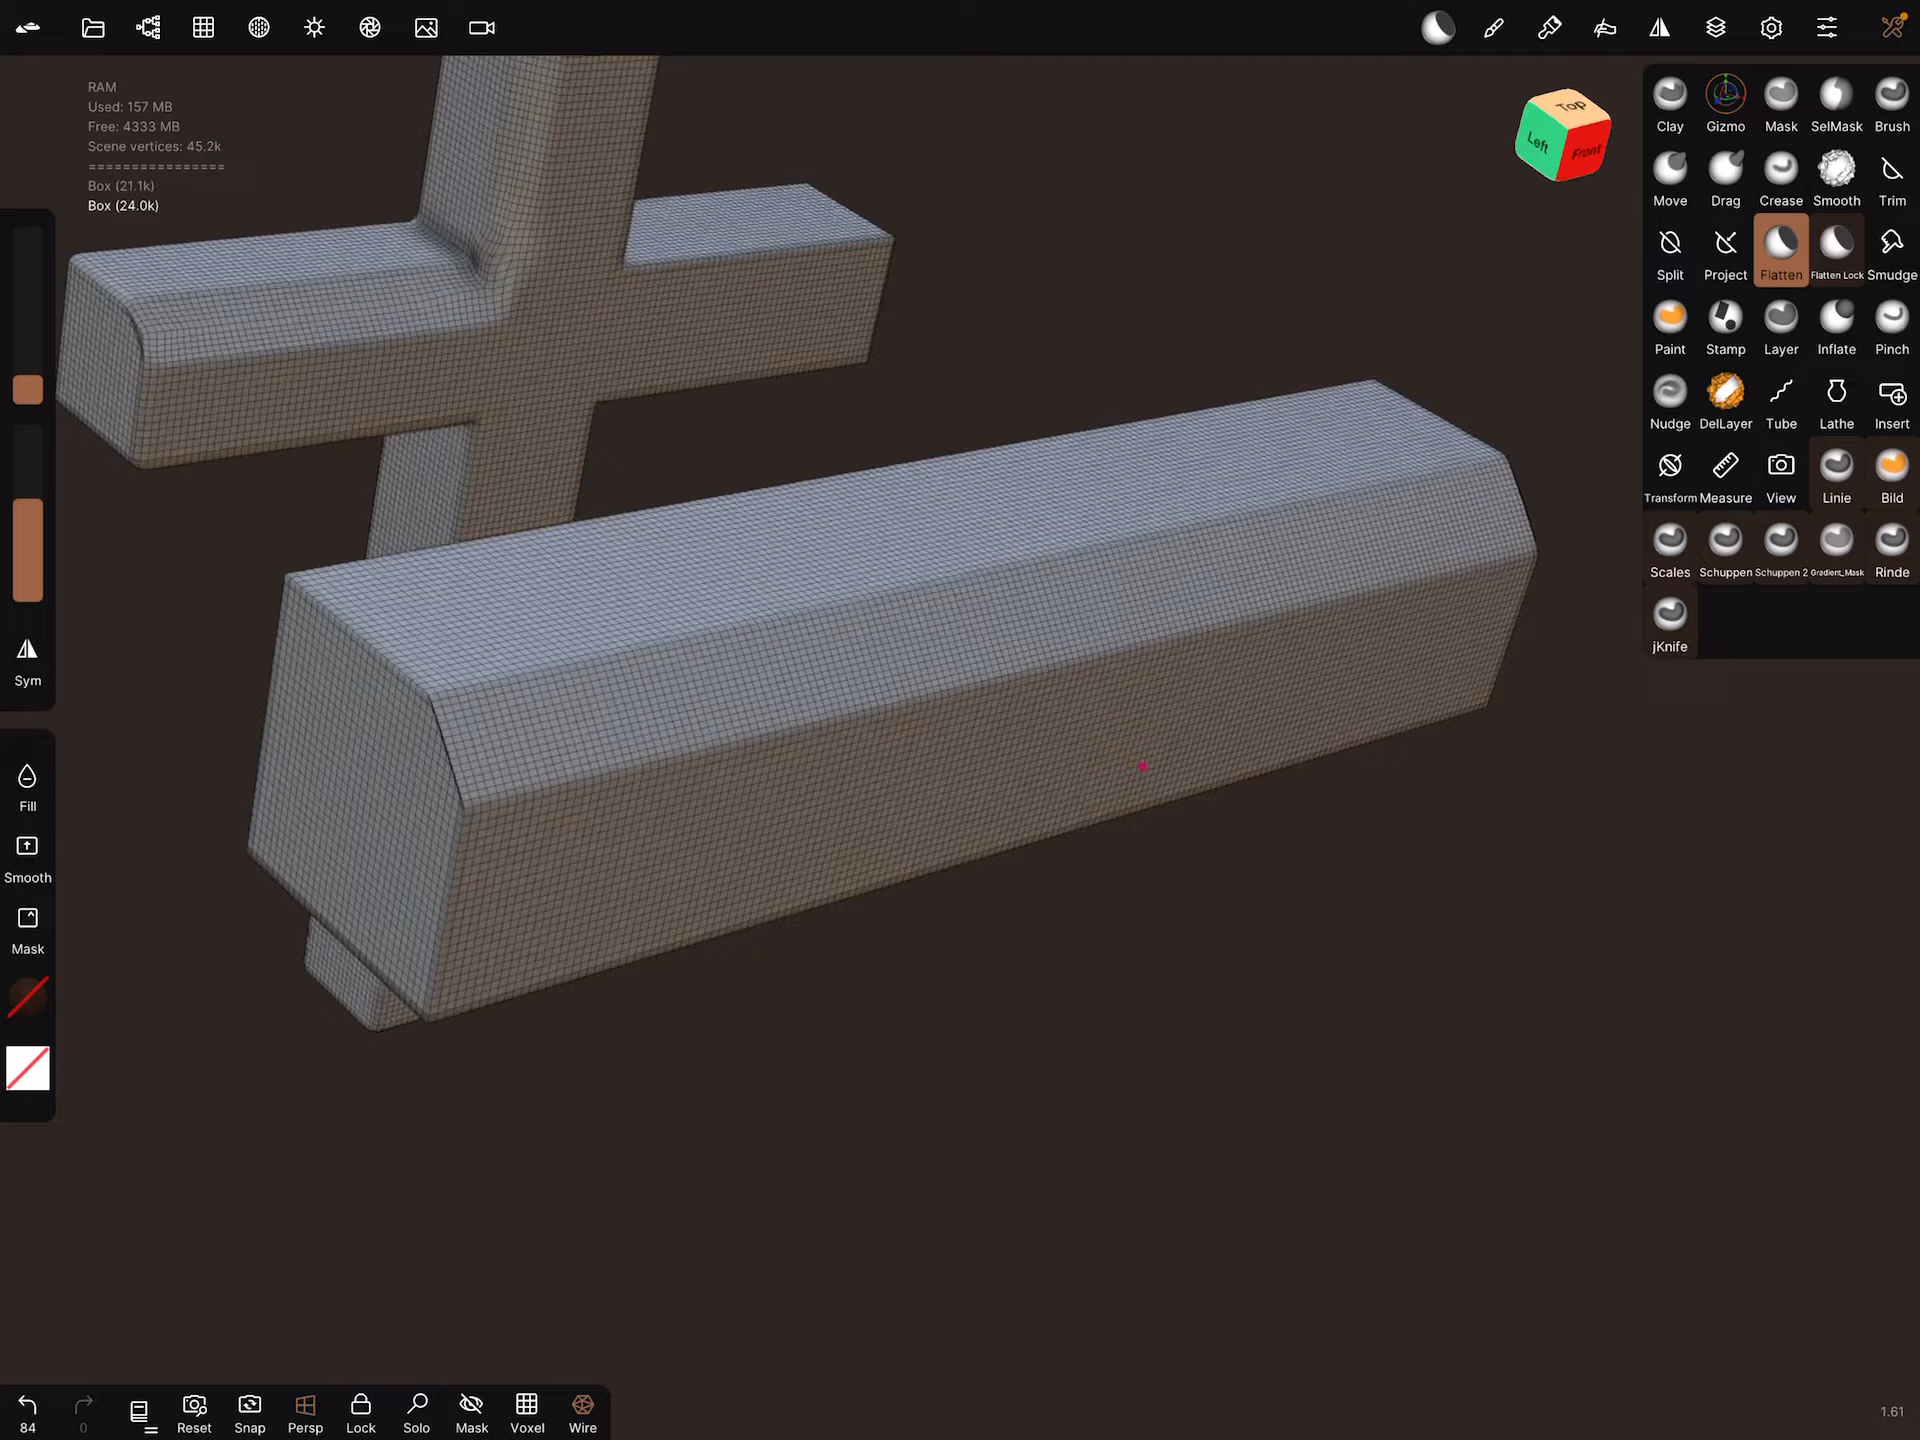 RAM
Used: 157 MB
Free: 4333 MB
Scene vertices: 45.2k
================
Box (21.1k)
Box (24.0k)
Top
Left
Front
Clay Gizmo Mask SelMask Brush
Move Drag Crease Smooth Trim
Split Project Flatten Flatten Lock Smudge
Paint Stamp Layer Inflate Pinch
Nudge DelLayer Tube Lathe Insert
Transform Measure View Linie Bild
Scales Schuppen Schuppen 2 Gradient_Mask Rinde
jKnife
Sym
Fill
Smooth
Mask
84 0 Reset Snap Persp Lock Solo Mask Voxel Wire
1.61